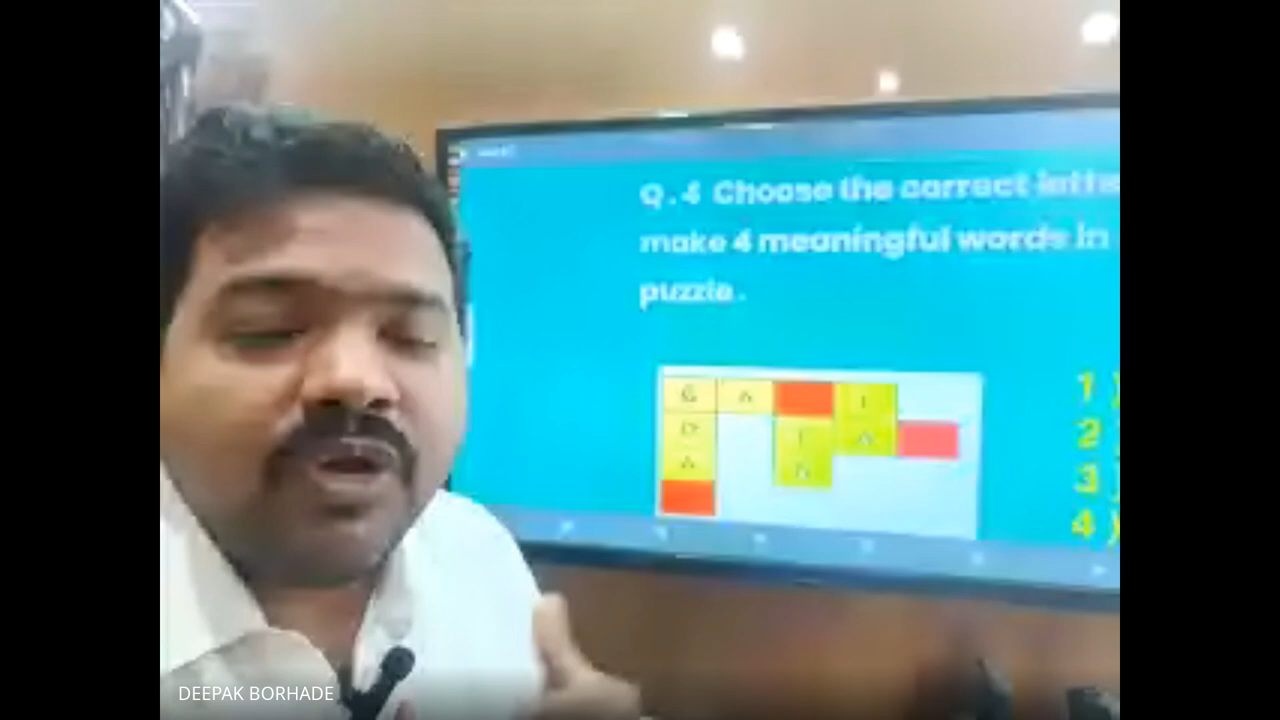 Q. 4 Choose the correct
make 4 meaningful words in
puzzle.
G A
O
A
1)
2
3
4)
DEEPAK BORHADE